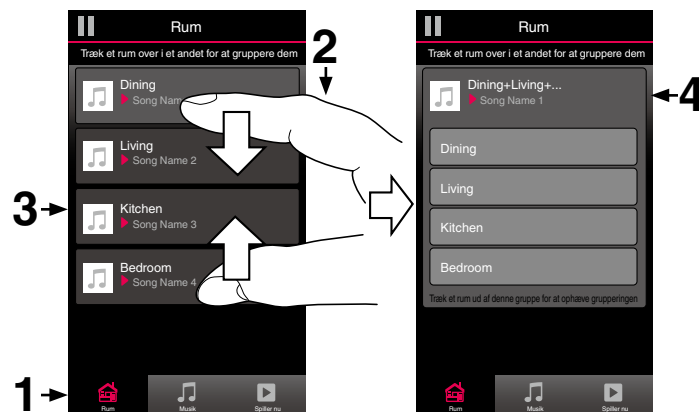 Rum
Træk et rum over i et andet for at gruppere dem
2
Dining
Song Nam
Living
Song Name 2
3
Kitchen
Song Name 3
Bedroom
Song Name 4
1
Rum
Musik
Spiller nu
Rum
Træk et rum over i et andet for at gruppere dem
Dining+Living+...
Song Name 1
4
Dining
Living
Kitchen
Bedroom
Træk et rum ud af denne gruppe for at ophæve grupperingen
Rum
Musik
Spiller nu